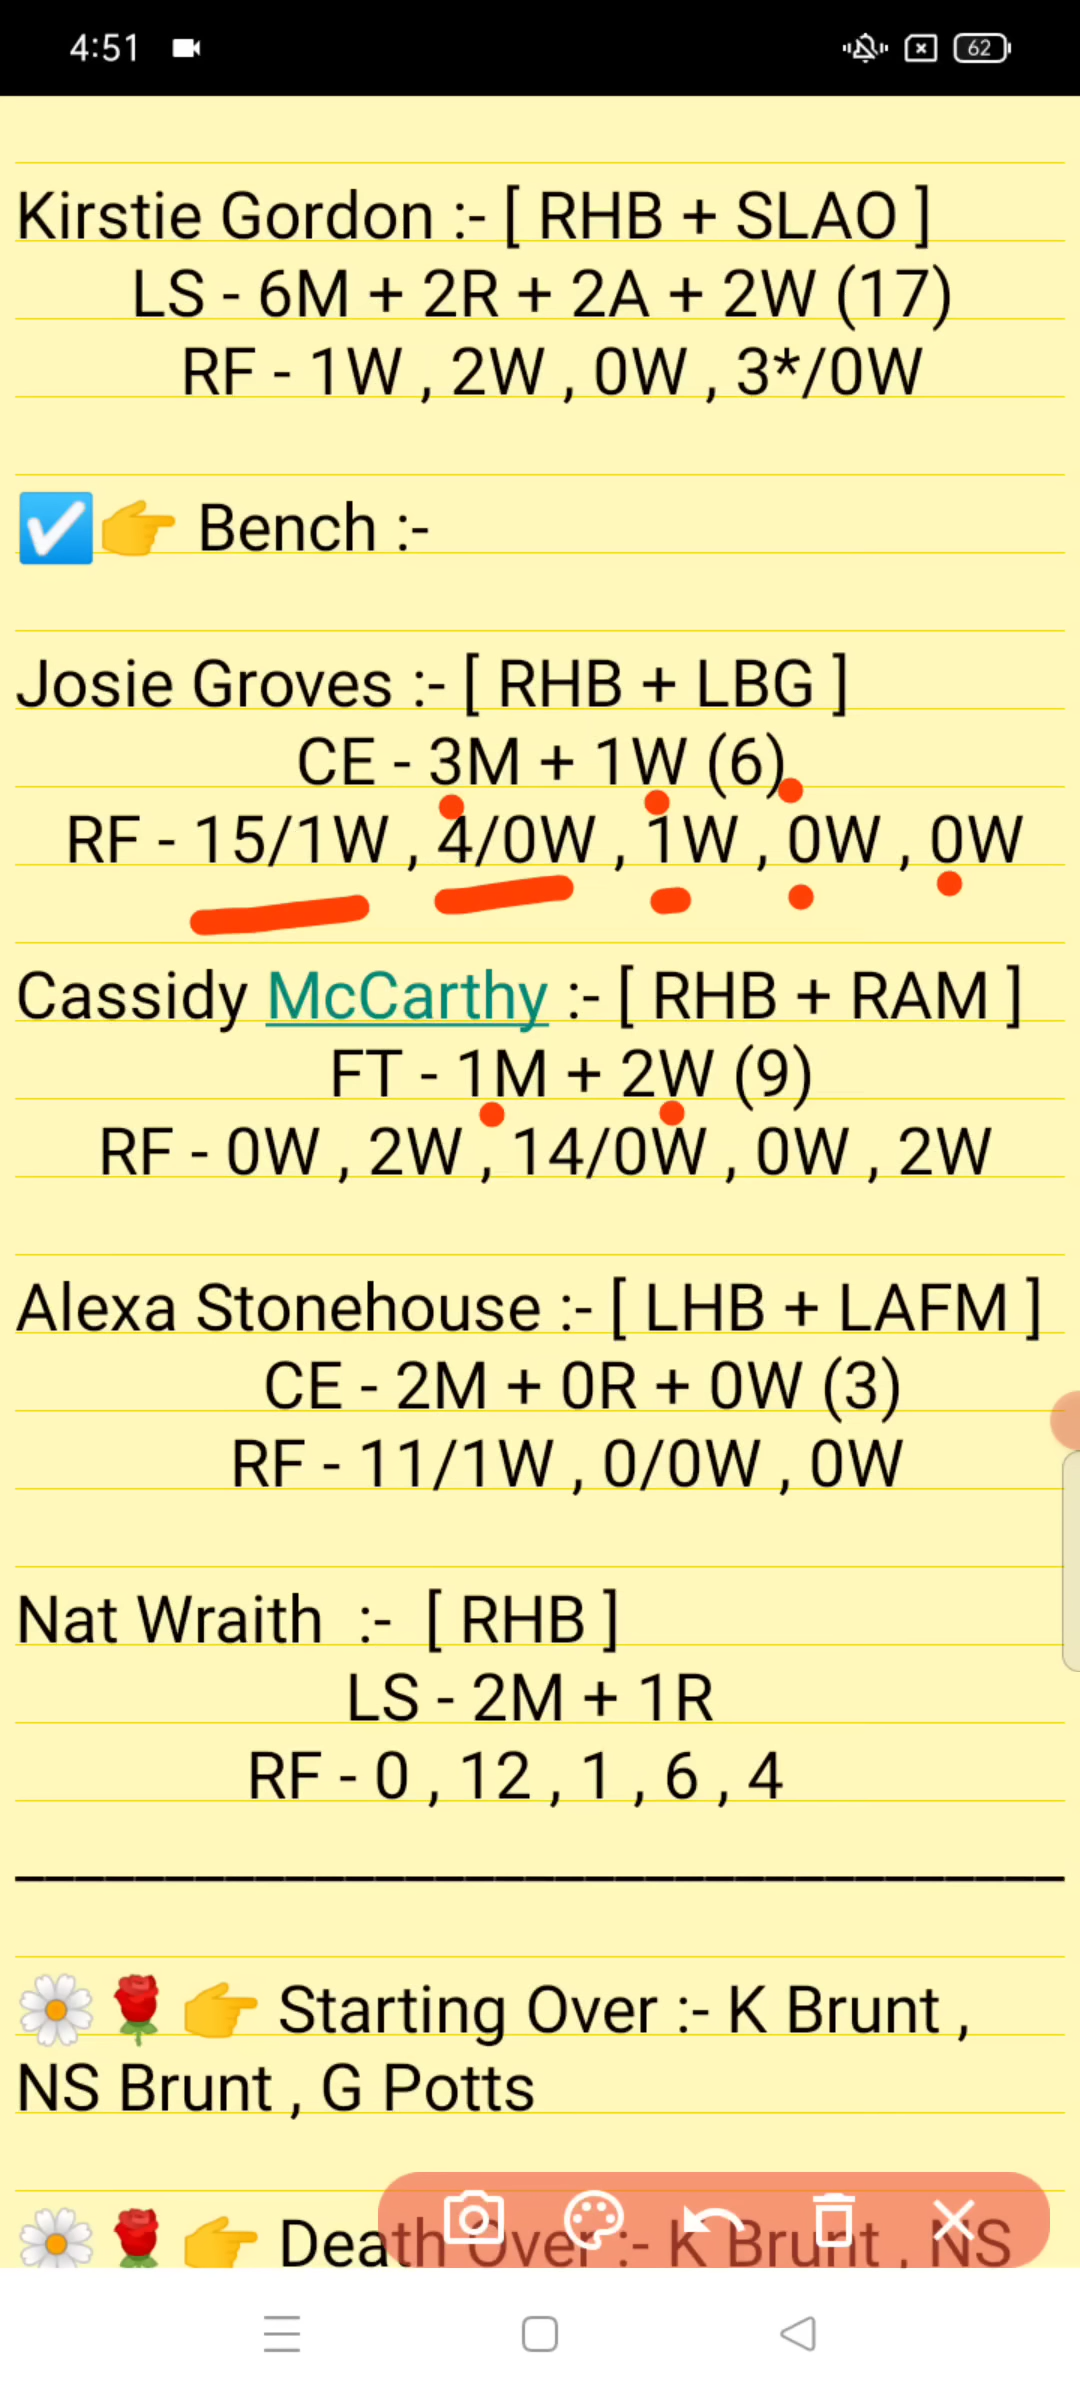 4:51
62
Kirstie Gordon :- [ RHB + SLAO ]
LS - 6M + 2R + 2A + 2W (17)
RF - 1W , 2W , 0W , 3*/0W
Bench :-
Josie Groves :- [ RHB + LBG ]
CE - 3M + 1W (6)
RF - 15/1W , 4/0W , 1W , 0W , 0W
Cassidy McCarthy :- [ RHB + RAM ]
FT - 1M + 2W (9)
RF - 0W , 2W , 14/0W , 0W , 2W
Alexa Stonehouse :- [ LHB + LAFM ]
CE - 2M + 0R + 0W (3)
RF - 11/1W , 0/0W , 0W
Nat Wraith :- [ RHB ]
LS - 2M + 1R
RF - 0 , 12 , 1 , 6 , 4
Starting Over :- K Brunt ,
NS Brunt , G Potts
Death Over :- K Brunt , NS